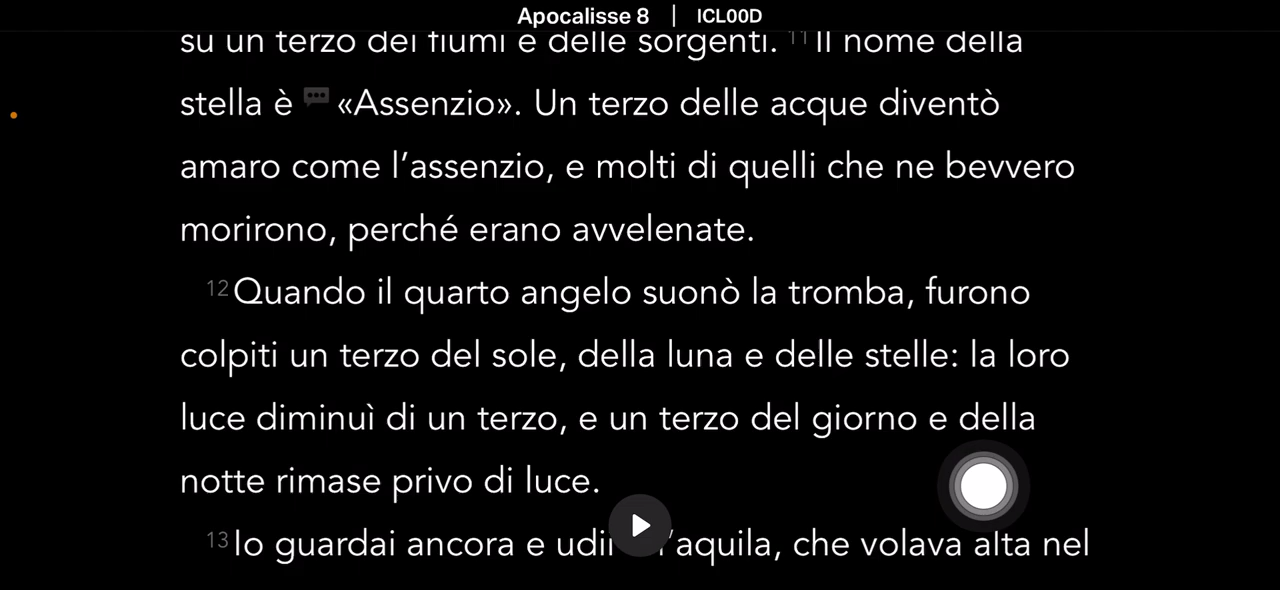 Apocalisse 8 | ICL00D
su un terzo dei fiumi e delle sorgenti. 11 Il nome della
stella è «Assenzio». Un terzo delle acque diventò
amaro come l'assenzio, e molti di quelli che ne bevvero
morirono, perché erano avvelenate.
12 Quando il quarto angelo suonò la tromba, furono
colpiti un terzo del sole, della luna e delle stelle: la loro
luce diminuì di un terzo, e un terzo del giorno e della
notte rimase privo di luce.
13 Io guardai ancora e udii l'aquila, che volava alta nel